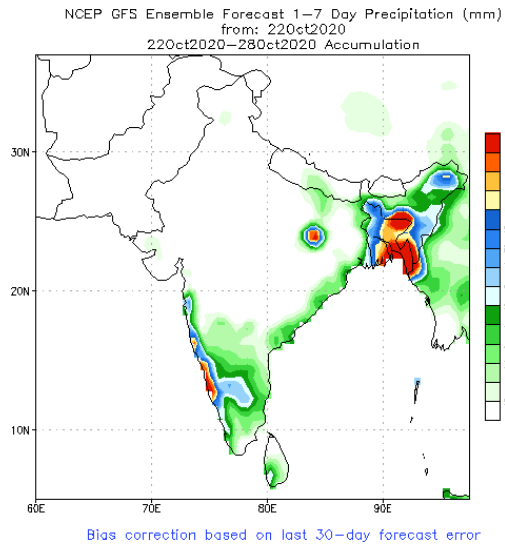 NCEP GFS Ensemble Forecast 1–7 Day Precipitation (mm)
from: 22Oct2020
22Oct2020–28Oct2020 Accumulation
30N
20N
10N
60E
70E
80E
90E
Bias correction based on last 30–day forecast error